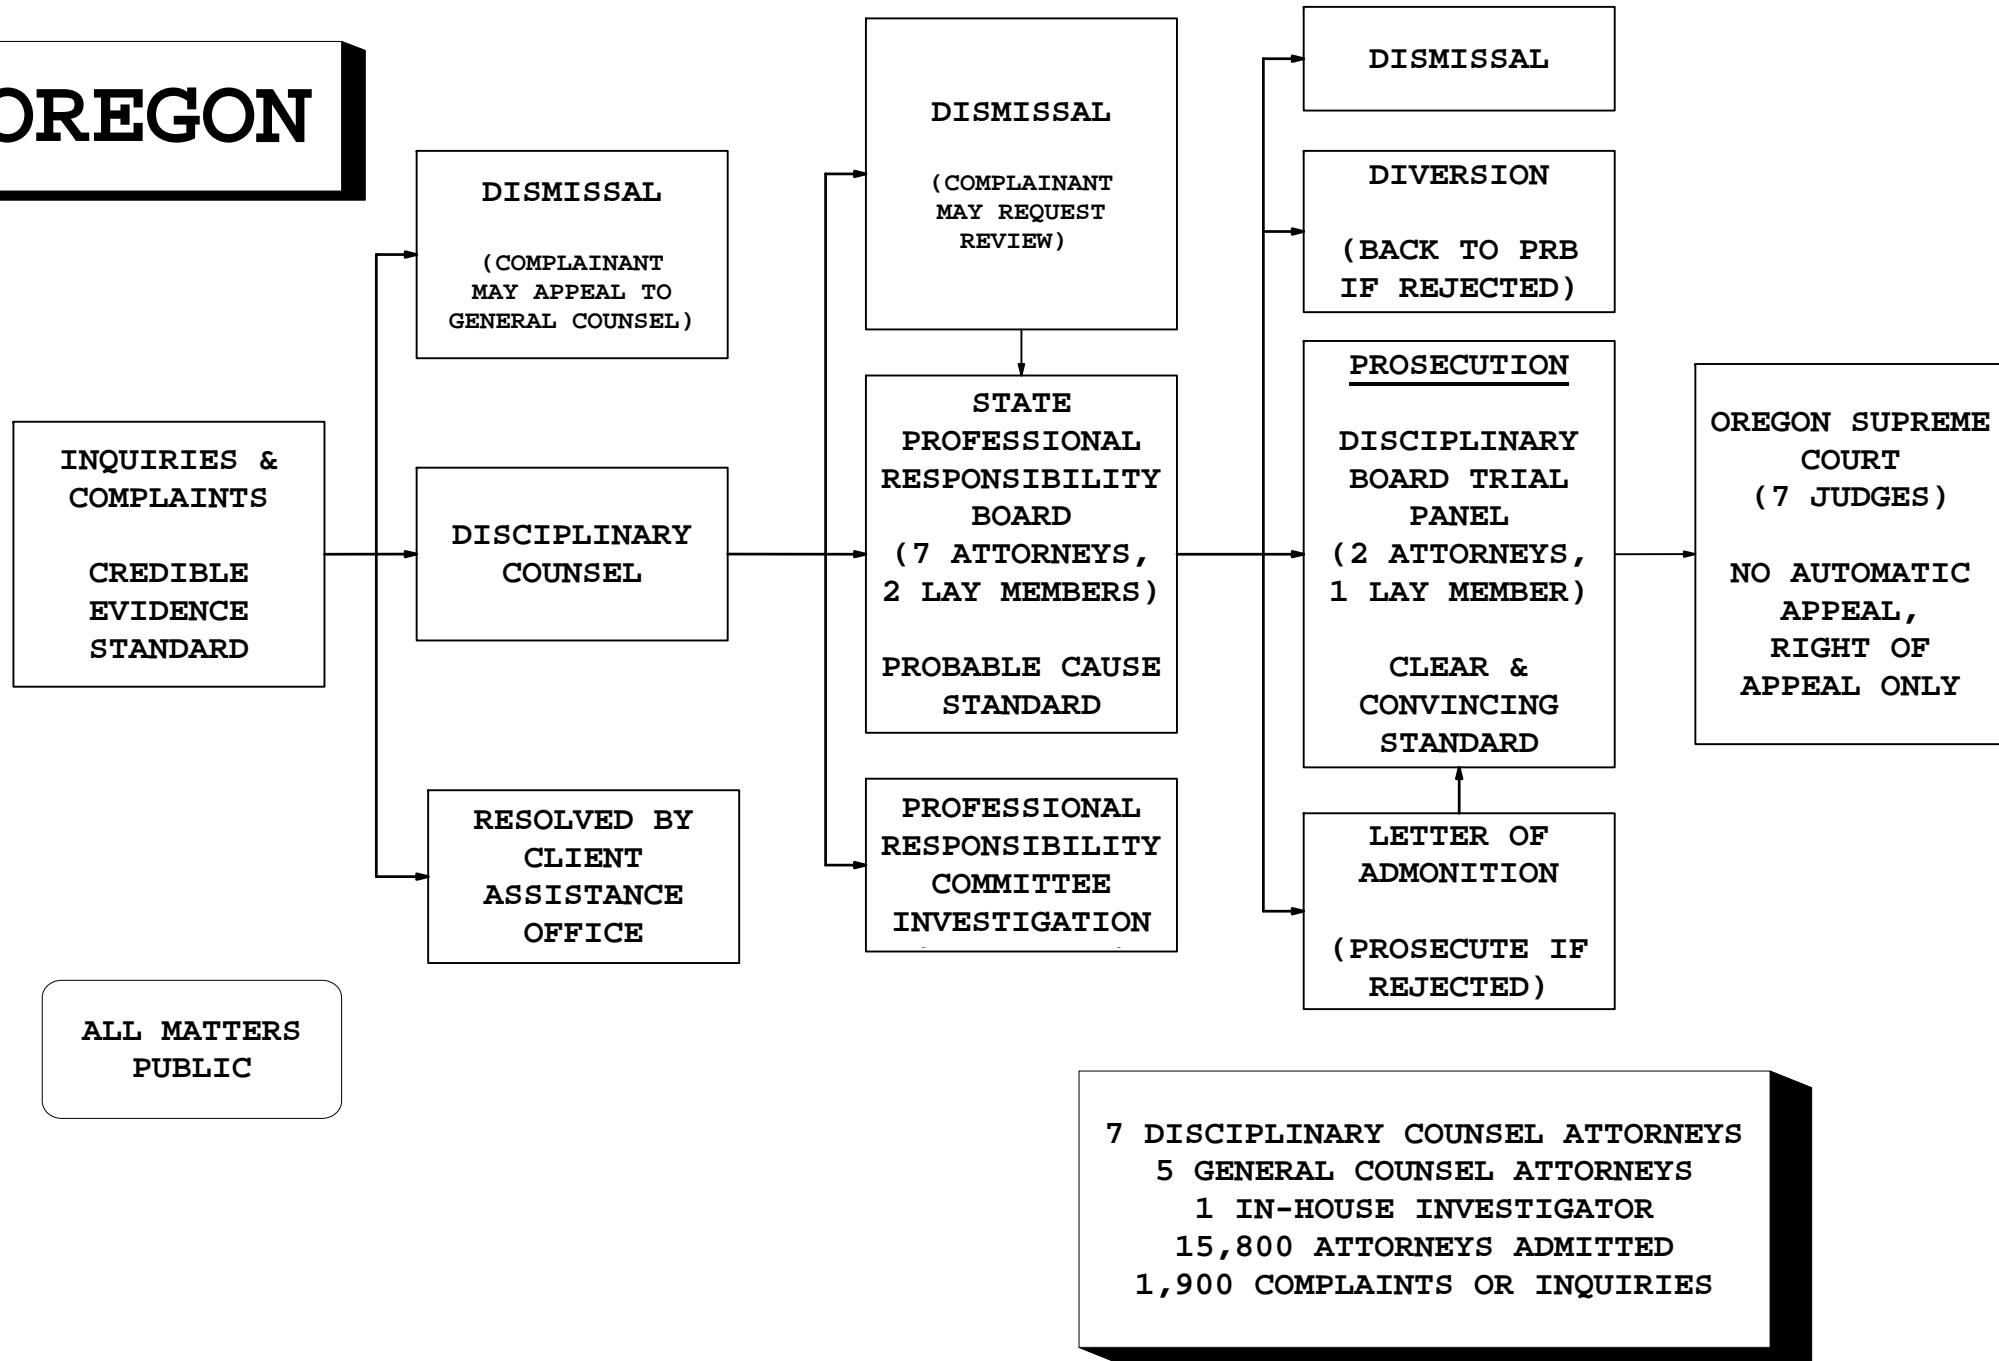 OREGON
INQUIRIES &
COMPLAINTS
CREDIBLE
EVIDENCE
STANDARD
DISMISSAL
(COMPLAINANT
MAY APPEAL TO
GENERAL COUNSEL)
DISCIPLINARY
COUNSEL
RESOLVED BY
CLIENT
ASSISTANCE
OFFICE
DISMISSAL
(COMPLAINANT
MAY REQUEST
REVIEW)
STATE
PROFESSIONAL
RESPONSIBILITY
BOARD
(7 ATTORNEYS,
2 LAY MEMBERS)
PROBABLE CAUSE
STANDARD
PROFESSIONAL
RESPONSIBILITY
COMMITTEE
INVESTIGATION
DISMISSAL
DIVERSION
(BACK TO PRB
IF REJECTED)
PROSECUTION
DISCIPLINARY
BOARD TRIAL
PANEL
(2 ATTORNEYS,
1 LAY MEMBER)
CLEAR &
CONVINCING
STANDARD
LETTER OF
ADMONITION
(PROSECUTE IF
REJECTED)
OREGON SUPREME
COURT
(7 JUDGES)
NO AUTOMATIC
APPEAL,
RIGHT OF
APPEAL ONLY
ALL MATTERS
PUBLIC
7 DISCIPLINARY COUNSEL ATTORNEYS
5 GENERAL COUNSEL ATTORNEYS
1 IN-HOUSE INVESTIGATOR
15,800 ATTORNEYS ADMITTED
1,900 COMPLAINTS OR INQUIRIES